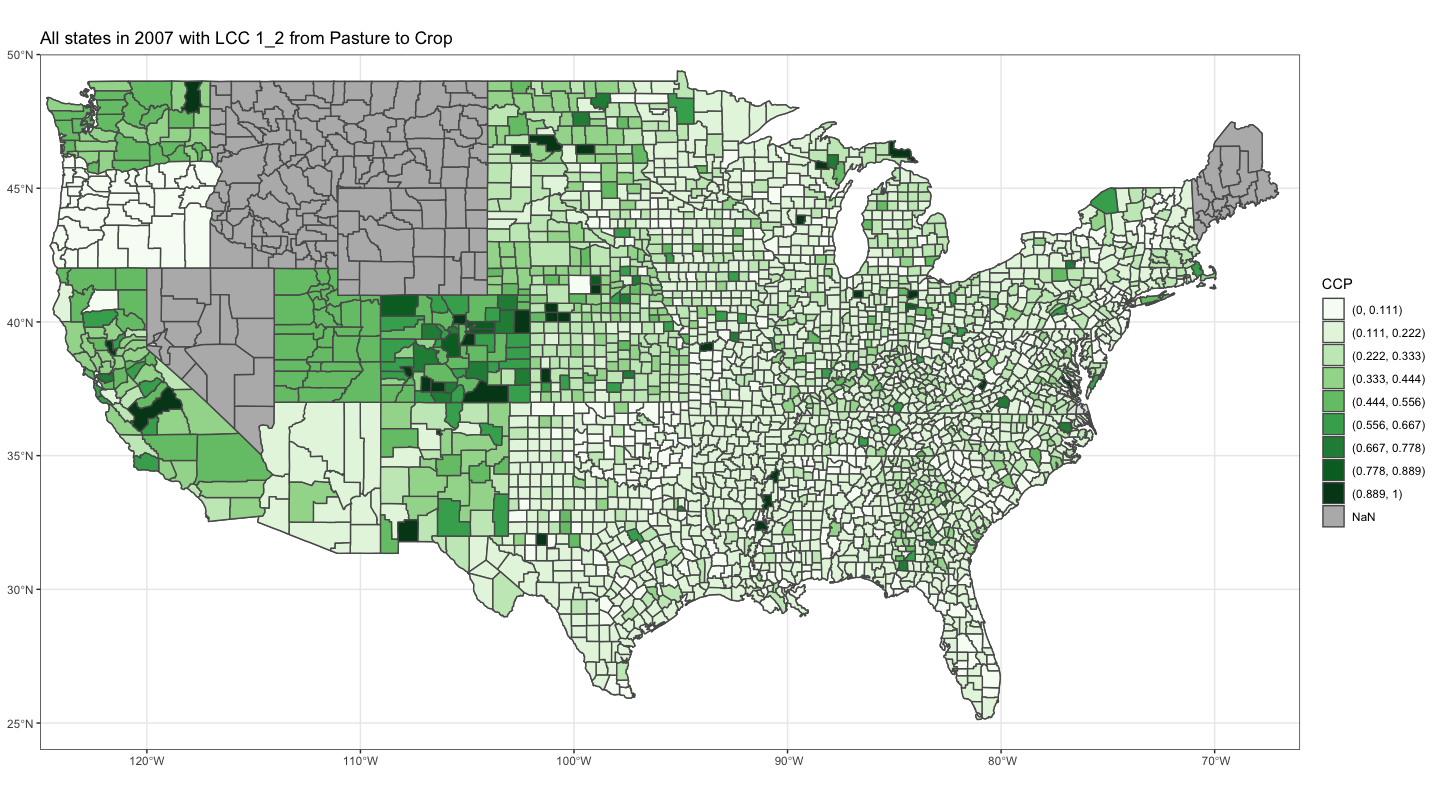 All states in 2007 with LCC 1_2 from Pasture to Crop
50°N
45°N
40°N
35°N
30°N
25°N
120°W
110°W
100°W
90°W
80°W
70°W
CCP
(0, 0.111)
(0.111, 0.222)
(0.222, 0.333)
(0.333, 0.444)
(0.444, 0.556)
(0.556, 0.667)
(0.667, 0.778)
(0.778, 0.889)
(0.889, 1)
NaN